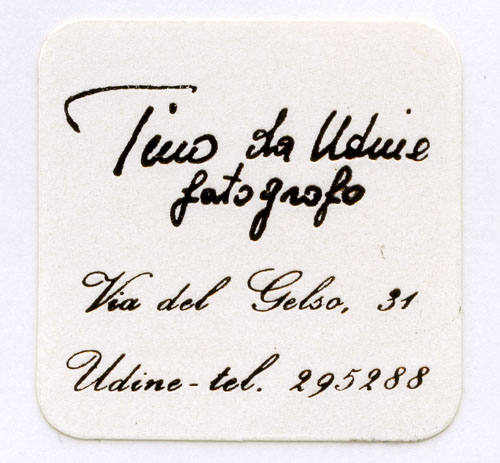 Tino da Udine
fotografo
Via del Gelso, 31
Udine - tel. 295288